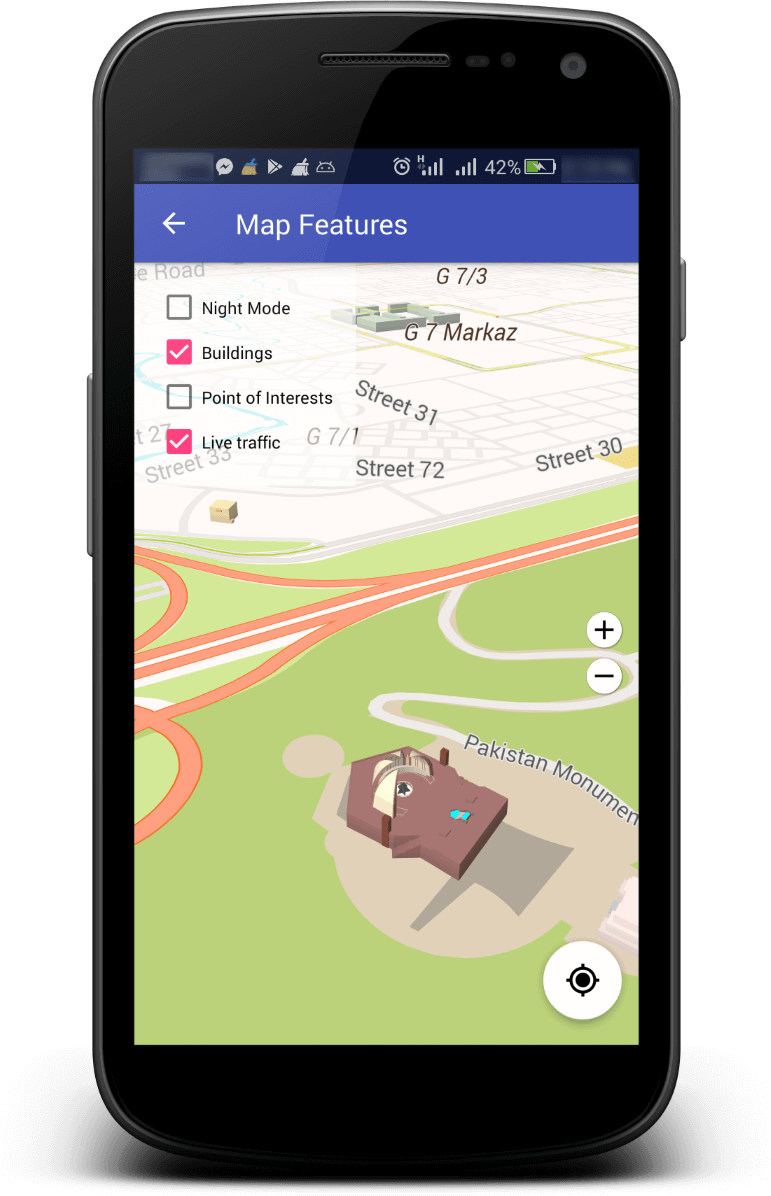 H
42%
Map Features
e Road
G 7/3
Night Mode
G 7 Markaz
Buildings
Point of Interests
Street 31
t 27
Live traffic
G 7/1
Street 33
Street 72
Street 30
+
−
Pakistan Monumen